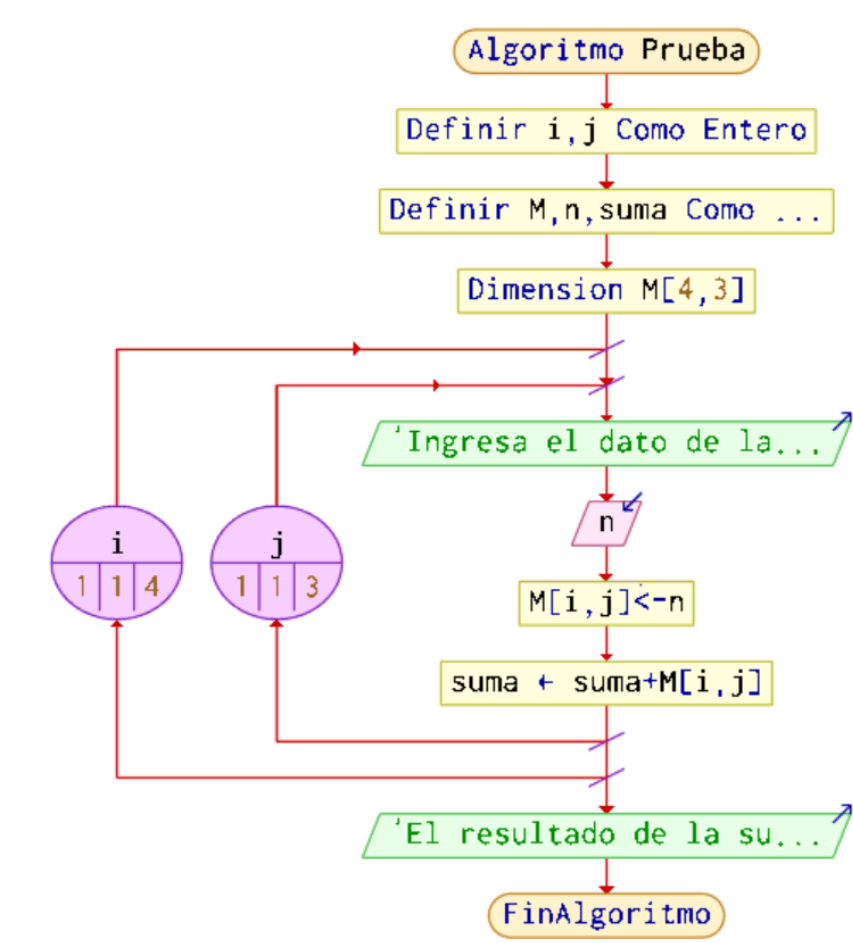 Algoritmo Prueba
Definir i,j Como Entero
Definir M,n,suma Como ...
Dimension M[4,3]
'Ingresa el dato de la...
i
1 1 4
j
1 1 3
n
M[i,j]<-n
suma ← suma+M[i,j]
'El resultado de la su...
FinAlgoritmo